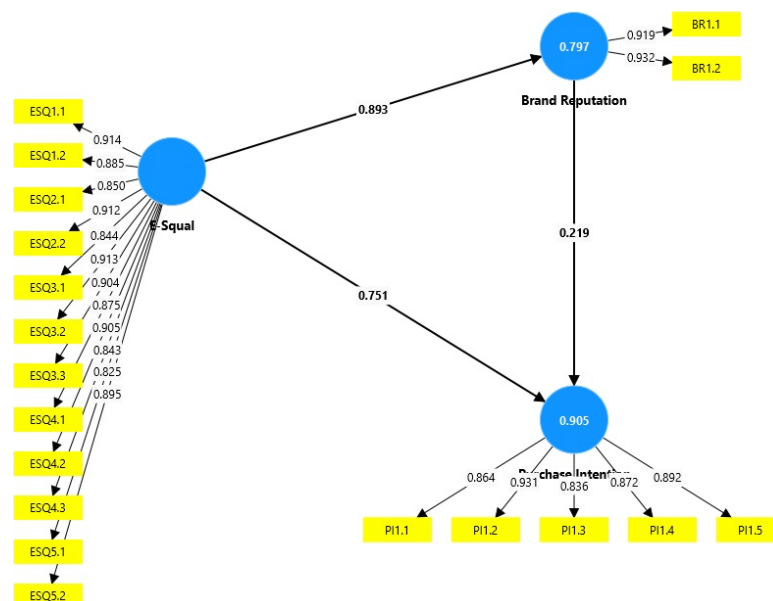 BR1.1
0.919
0.797
0.932
BR1.2
Brand Reputation
ESQ1.1
0.914
0.893
ESQ1.2
0.885
0.850
ESQ2.1
0.912
E-Squal
ESQ2.2
0.844
0.219
0.913
ESQ3.1
0.904
0.751
0.875
ESQ3.2
0.905
0.843
ESQ3.3
0.825
0.895
ESQ4.1
0.905
ESQ4.2
Purchase Intention
0.864
0.931
0.836
0.872
0.892
ESQ4.3
PI1.1
PI1.2
PI1.3
PI1.4
PI1.5
ESQ5.1
ESQ5.2